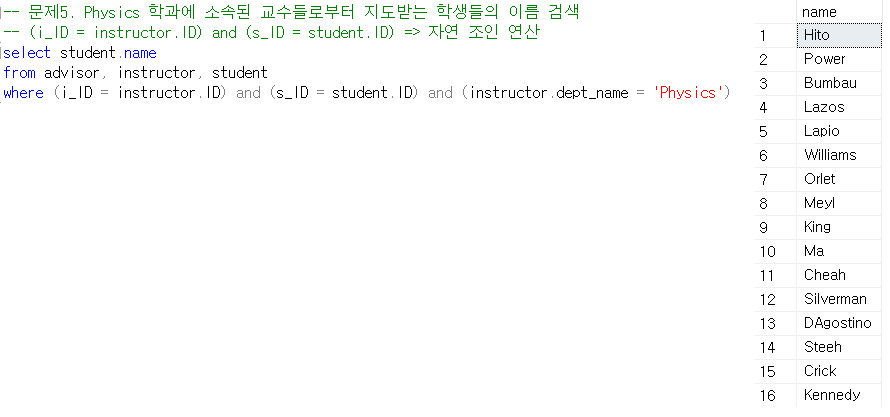 -- 문제5. Physics 학과에 소속된 교수들로부터 지도받는 학생들의 이름 검색
-- (i_ID = instructor.ID) and (s_ID = student.ID) => 자연 조인 연산
select student.name
from advisor, instructor, student
where (i_ID = instructor.ID) and (s_ID = student.ID) and (instructor.dept_name = 'Physics')
name
1 Hito
2 Power
3 Bumbau
4 Lazos
5 Lapio
6 Williams
7 Orlet
8 Meyl
9 King
10 Ma
11 Cheah
12 Silverman
13 DAgostino
14 Steeh
15 Crick
16 Kennedy